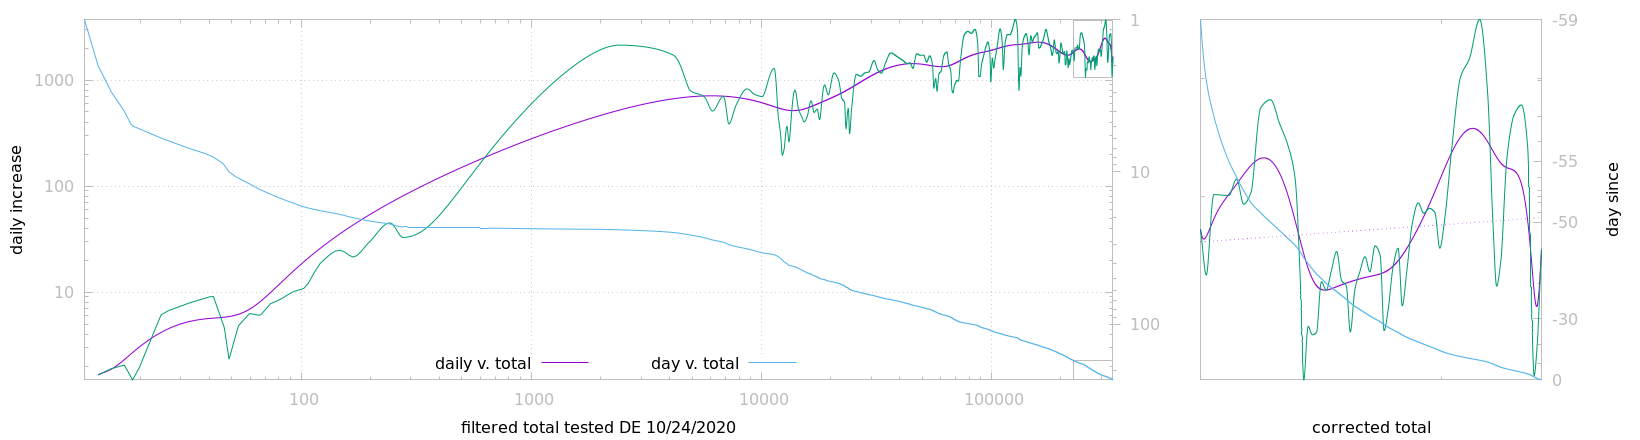 daily increase
1000
100
10
100
1000
10000
100000
1
10
100
daily v. total
day v. total
filtered total tested DE 10/24/2020
-59
-55
-50
-30
0
day since
corrected total